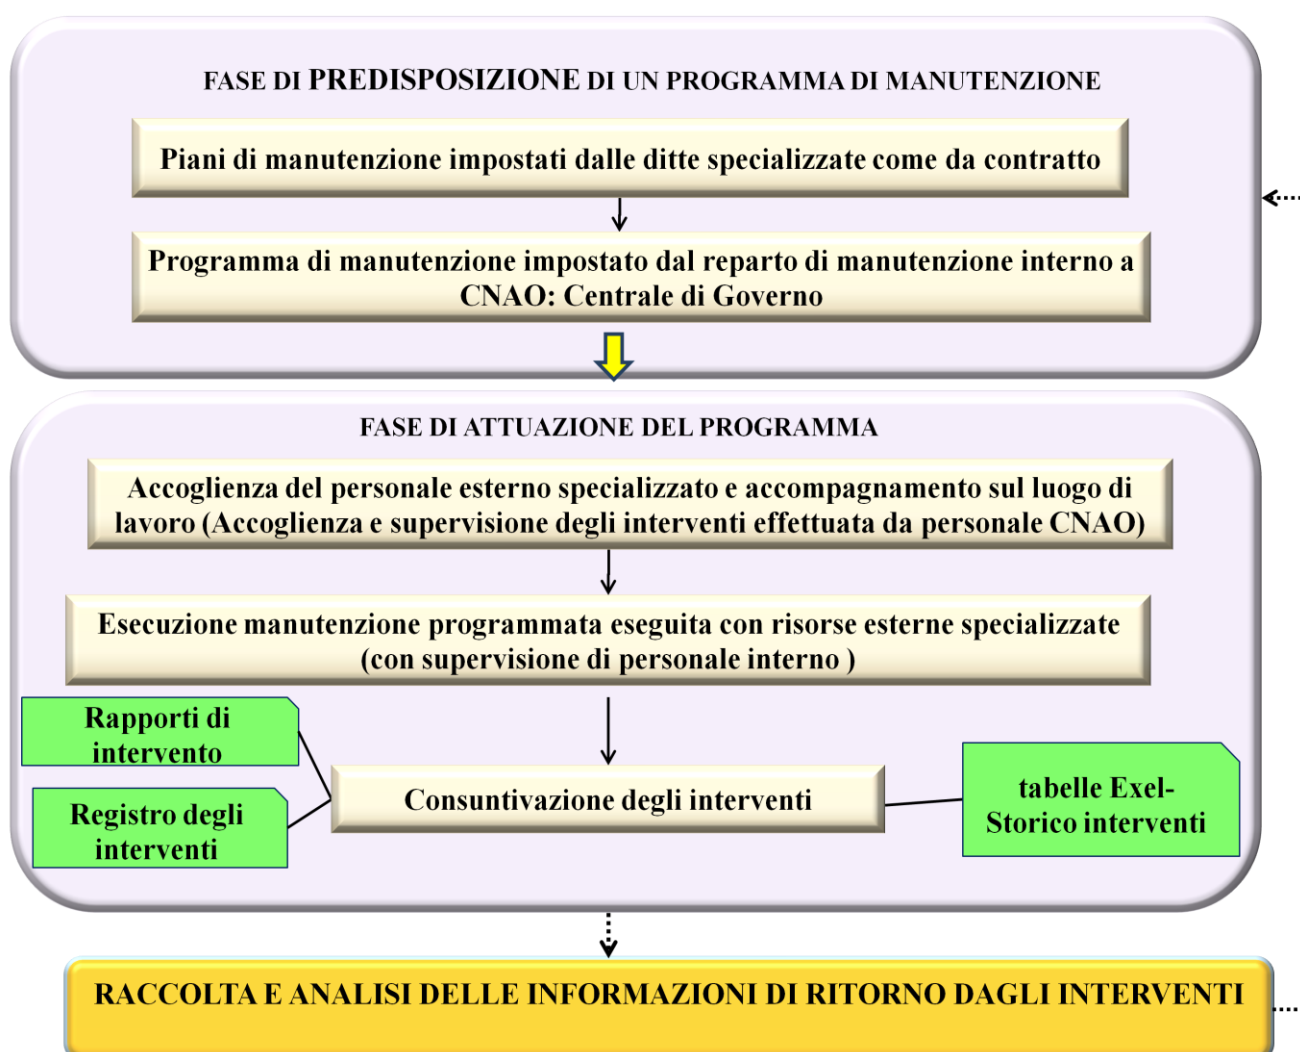 FASE DI PREDISPOSIZIONE DI UN PROGRAMMA DI MANUTENZIONE
Piani di manutenzione impostati dalle ditte specializzate come da contratto
Programma di manutenzione impostato dal reparto di manutenzione interno a
CNAO: Centrale di Governo
FASE DI ATTUAZIONE DEL PROGRAMMA
Accoglienza del personale esterno specializzato e accompagnamento sul luogo di
lavoro (Accoglienza e supervisione degli interventi effettuata da personale CNAO)
Esecuzione manutenzione programmata eseguita con risorse esterne specializzate
(con supervisione di personale interno )
Rapporti di
intervento
Registro degli
interventi
Consuntivazione degli interventi
tabelle Exel-
Storico interventi
RACCOLTA E ANALISI DELLE INFORMAZIONI DI RITORNO DAGLI INTERVENTI